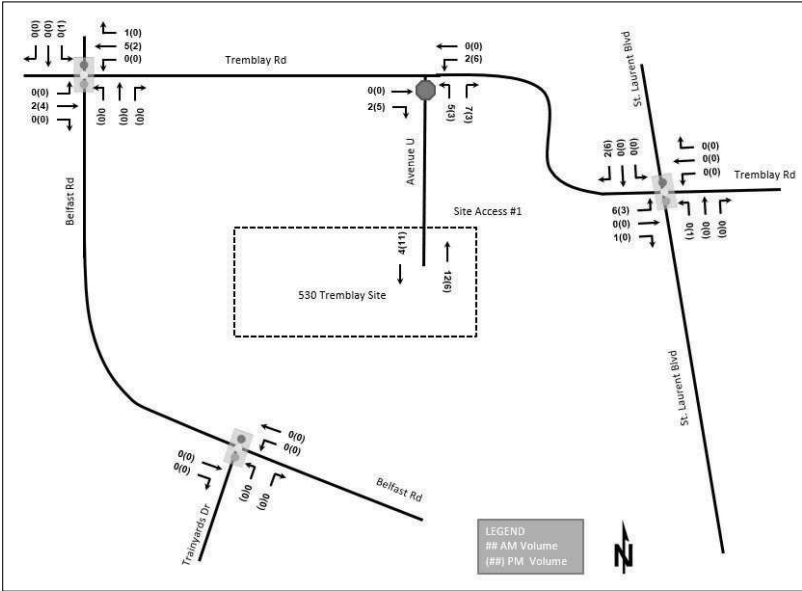 0(0)
0(0)
0(1)
1(0)
5(2)
0(0)
0(0)
2(4)
0(0)
0(0)
0(0)
0(0)
Tremblay Rd
0(0)
2(6)
0(0)
2(5)
5(3)
7(3)
Avenue U
Belfast Rd
St. Laurent Blvd
2(6)
0(0)
0(0)
0(0)
0(0)
0(0)
Tremblay Rd
6(3)
0(0)
1(0)
0(1)
0(0)
0(0)
Site Access #1
4(11)
12(6)
530 Tremblay Site
St. Laurent Blvd
0(0)
0(0)
0(0)
0(0)
0(0)
0(0)
Belfast Rd
Trainyards Dr
LEGEND
## AM Volume
(##) PM Volume
N